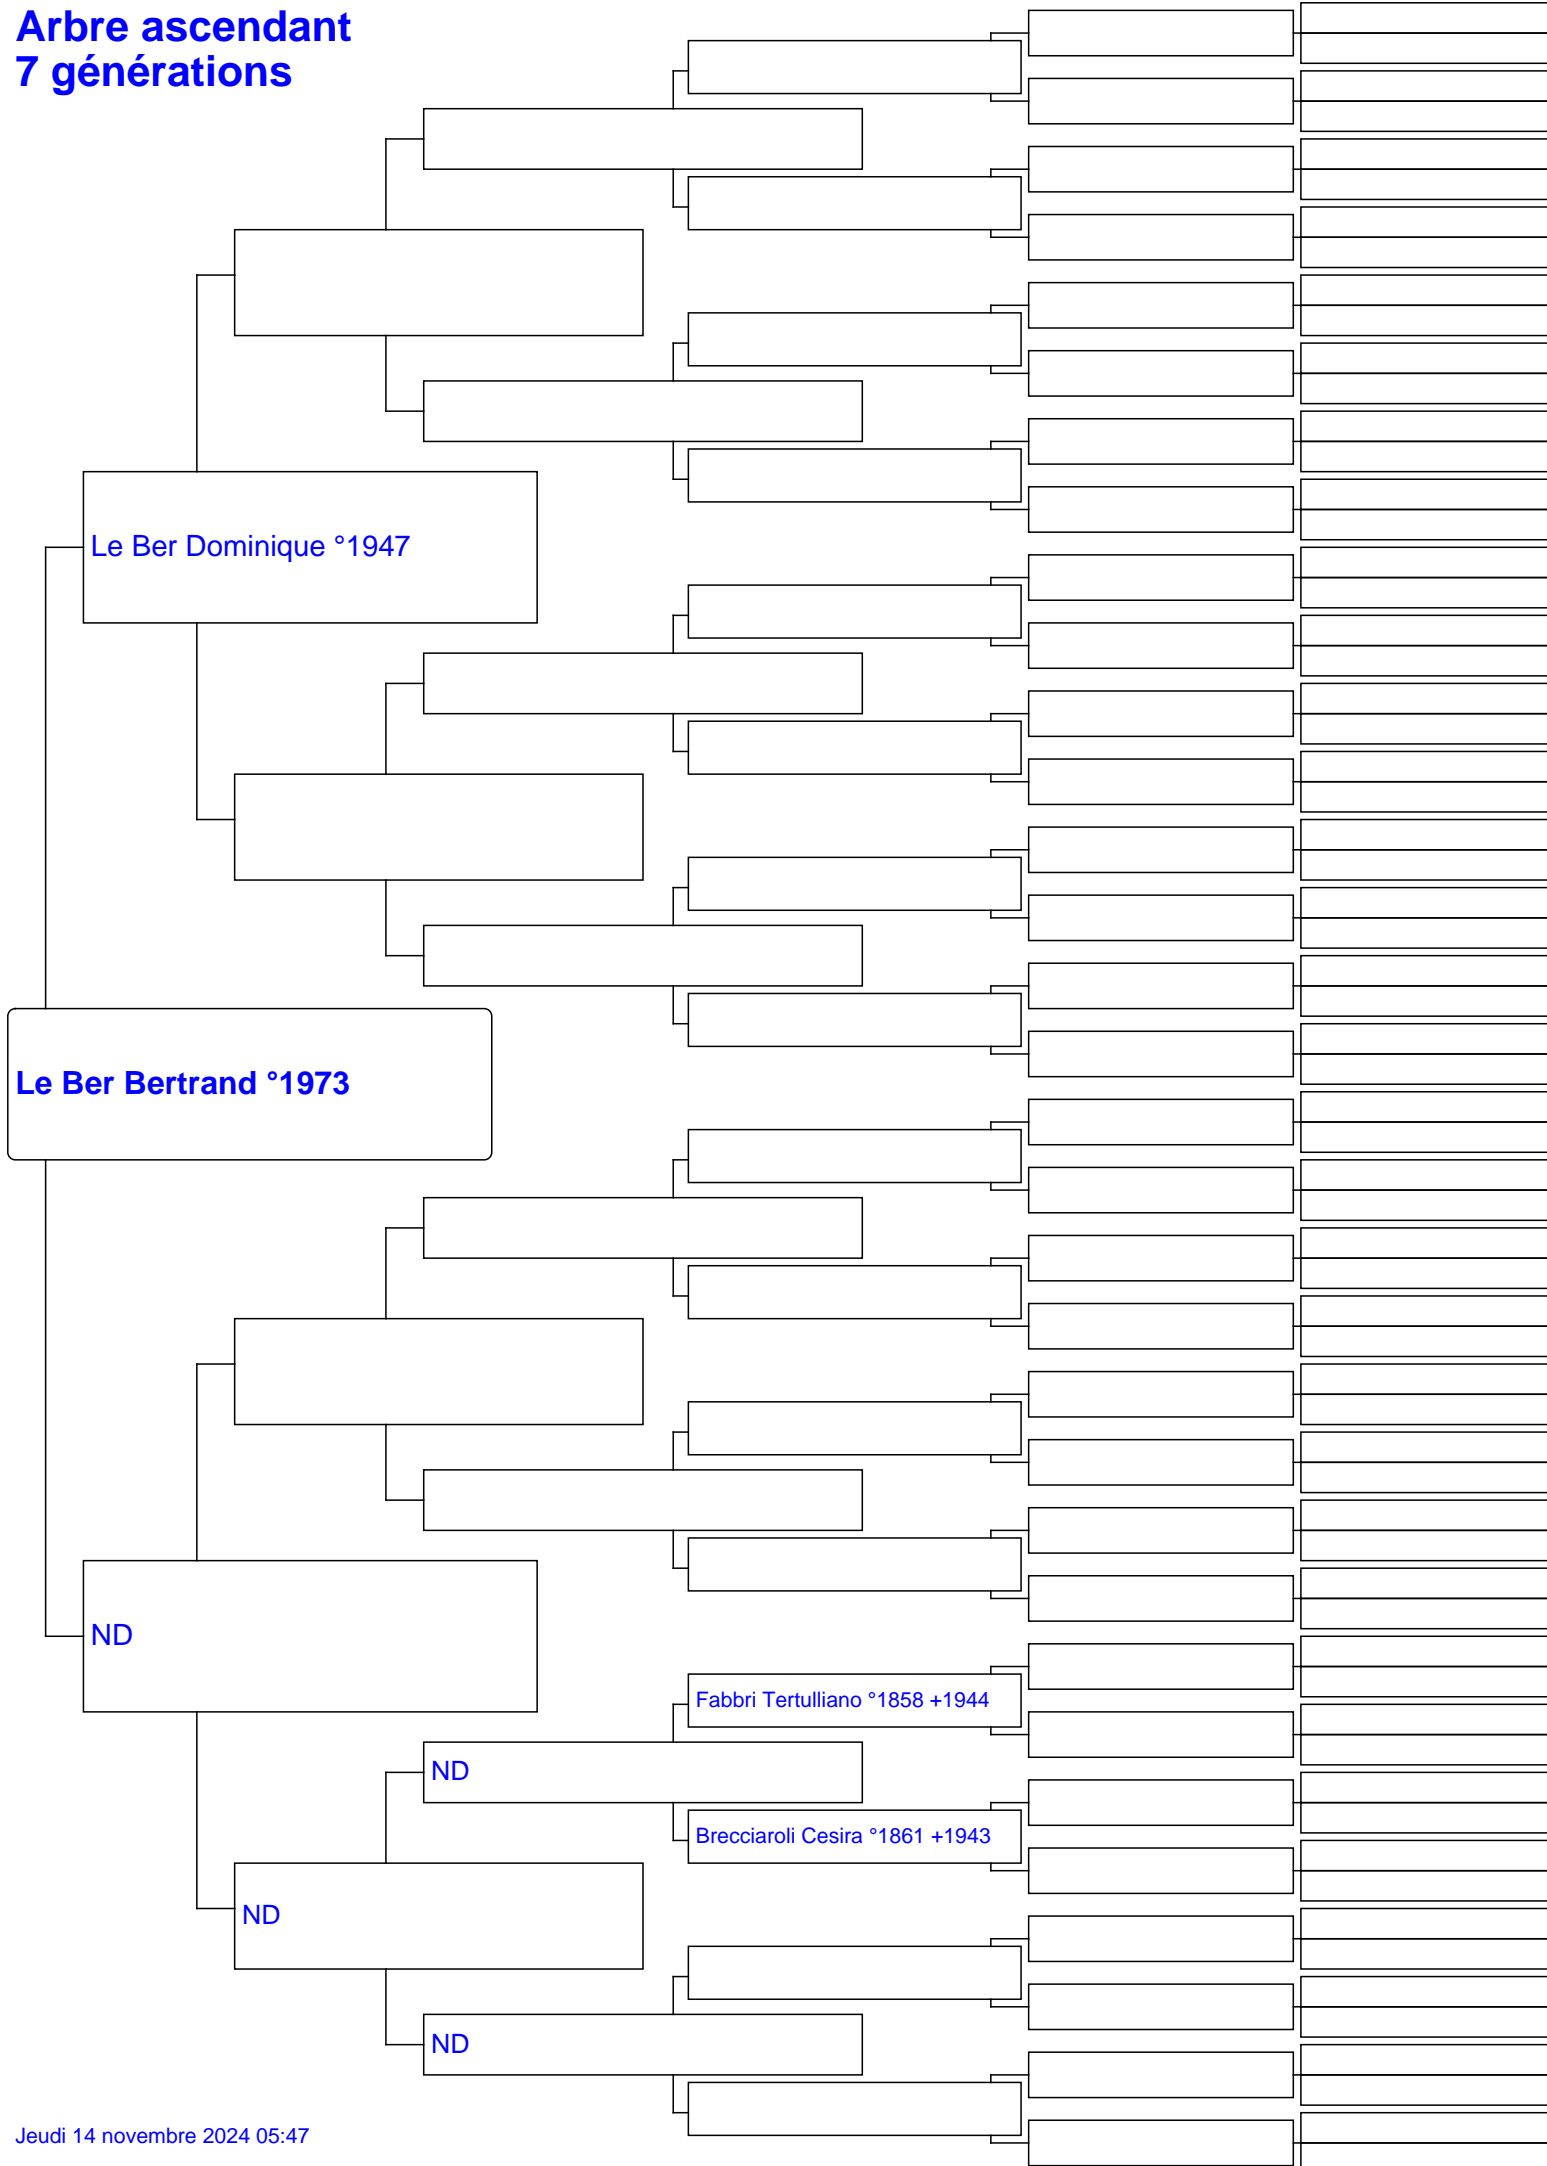 Arbre ascendant
7 générations
Le Ber Dominique °1947
Le Ber Bertrand °1973
ND
Fabbri Tertulliano °1858 +1944
ND
Brecciaroli Cesira °1861 +1943
ND
ND
Jeudi 14 novembre 2024 05:47